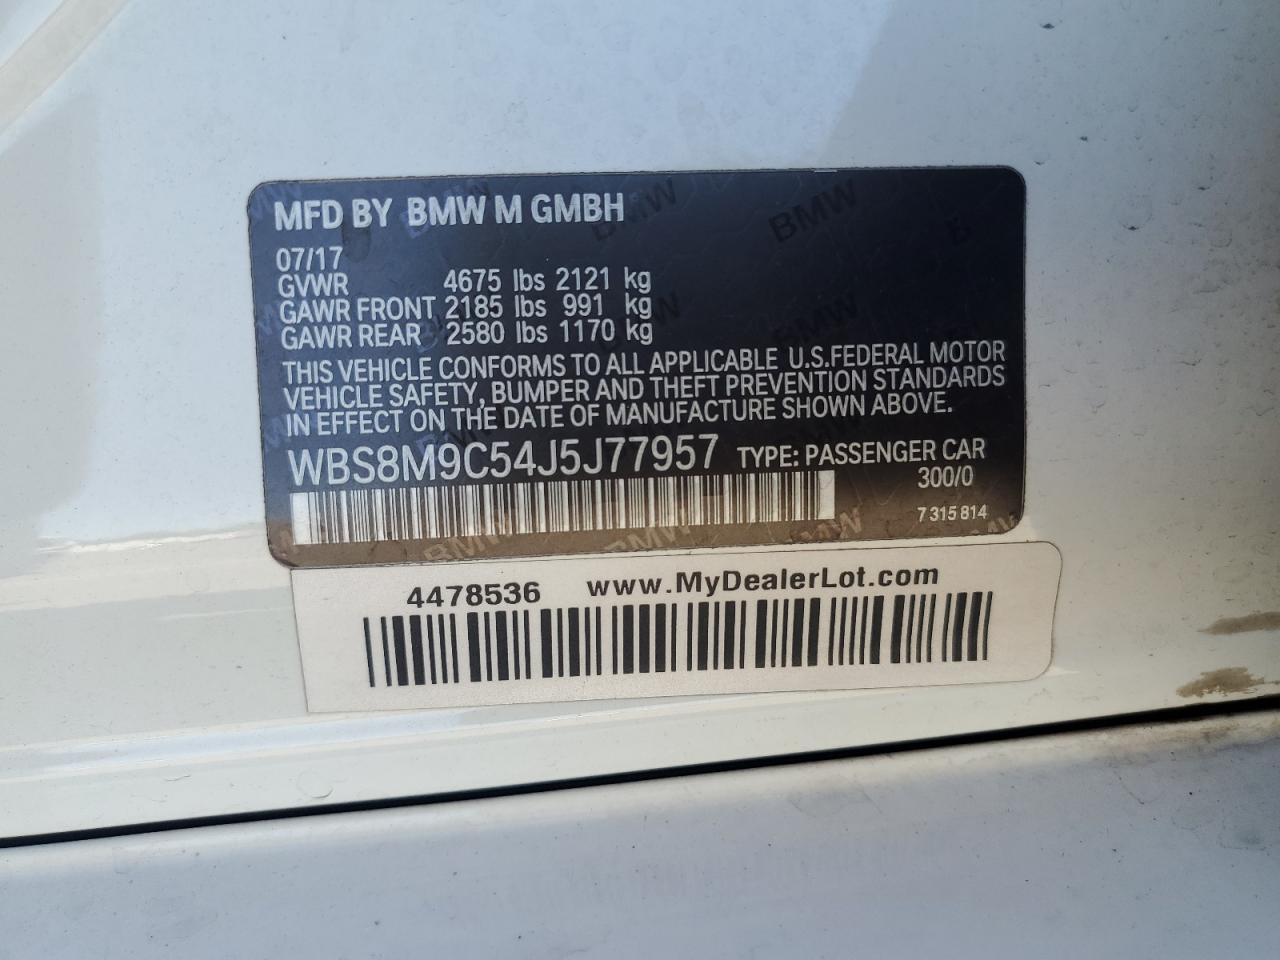 MFD BY BMW M GMBH
07/17
GVWR 4675 lbs 2121 kg
GAWR FRONT 2185 lbs 991 kg
GAWR REAR 2580 lbs 1170 kg
THIS VEHICLE CONFORMS TO ALL APPLICABLE U.S.FEDERAL MOTOR
VEHICLE SAFETY, BUMPER AND THEFT PREVENTION STANDARDS
IN EFFECT ON THE DATE OF MANUFACTURE SHOWN ABOVE.
WBS8M9C54J5J77957 TYPE: PASSENGER CAR
300/0
7 315 814
4478536 www.MyDealerLot.com